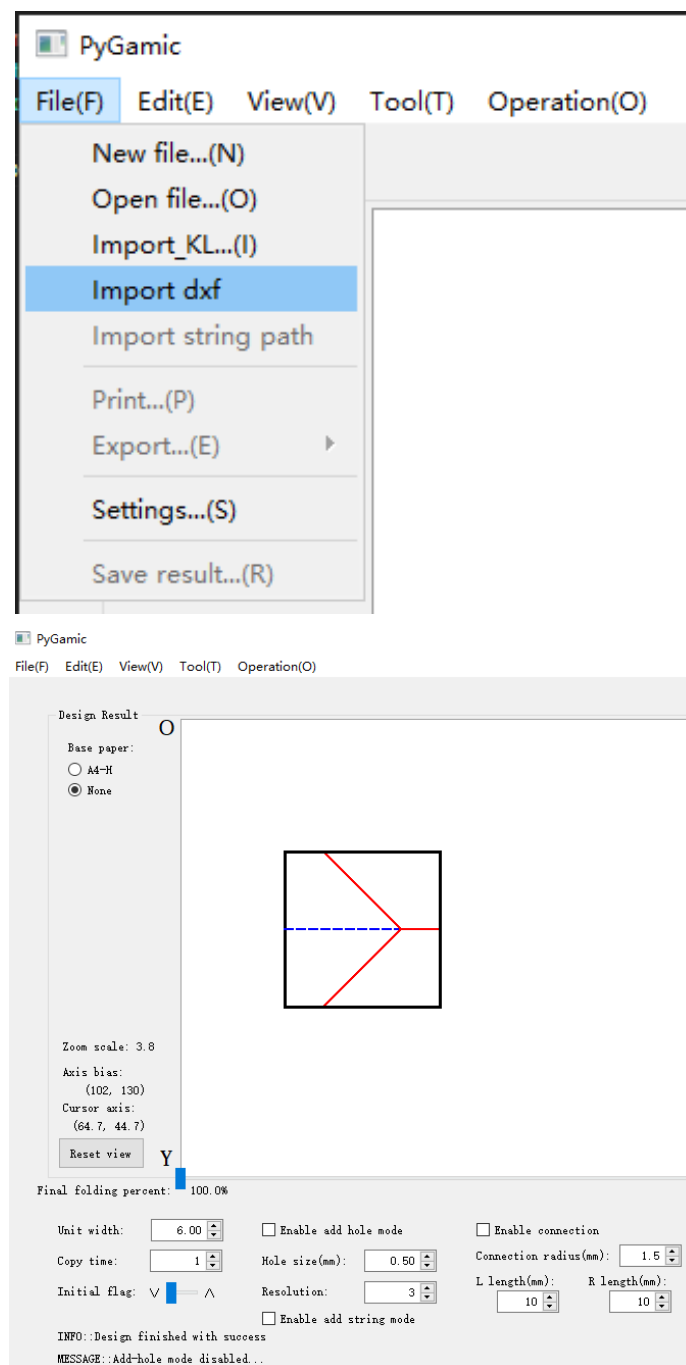 PyGamic
File(F) Edit(E) View(V) Tool(T) Operation(O)
New file...(N)
Open file...(O)
Import_KL...(I)
Import dxf
Import string path
Print...(P)
Export...(E)
Settings...(S)
Save result...(R)
PyGamic
File(F) Edit(E) View(V) Tool(T) Operation(O)
Design Result
O
Base paper:
A4-H
None
Zoom scale: 3.8
Axis bias:
(102, 130)
Cursor axis:
(64.7, 44.7)
Reset view
Y
Final folding percent: 100.0%
Unit width: 6.00 Enable add hole mode Enable connection
Copy time: 1 Hole size(mm): 0.50 Connection radius(mm): 1.5
L length(mm): R length(mm):
Initial flag: V Λ Resolution: 3 10 10
Enable add string mode
INFO::Design finished with success
MESSAGE::Add-hole mode disabled...